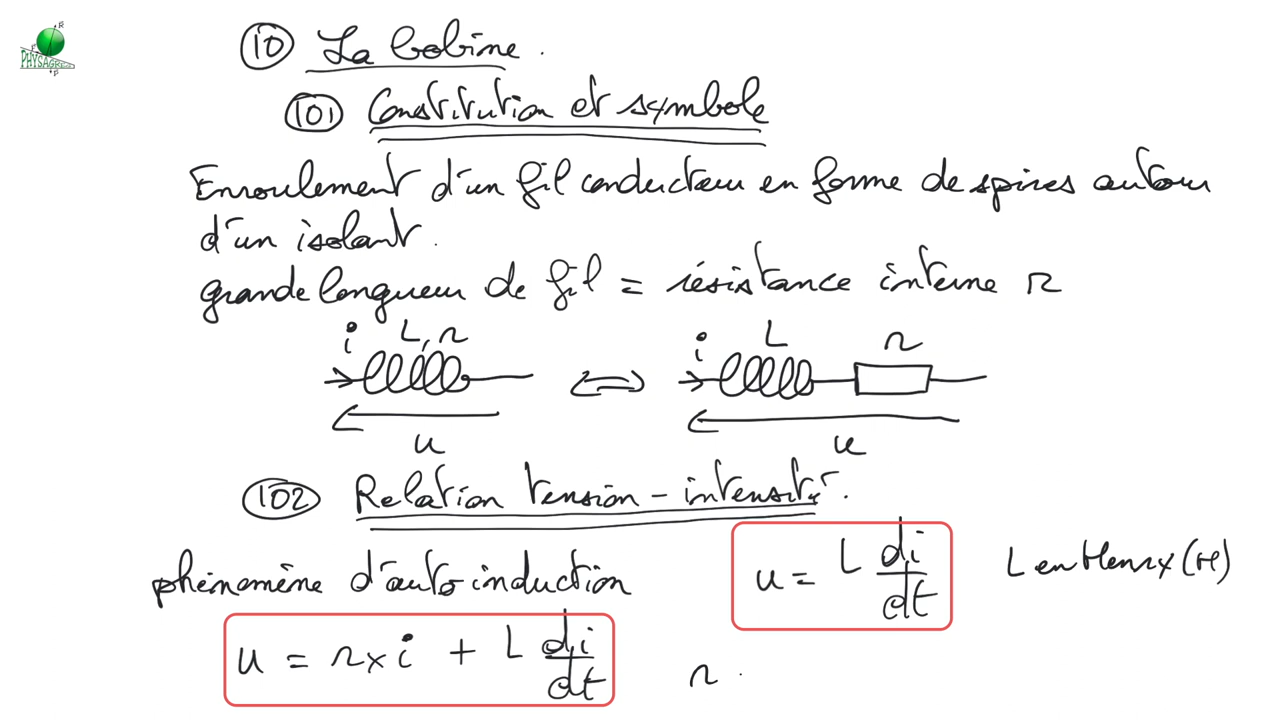 PHYSAGREG
10 La bobine.
101 Constitution et symbole
Enroulement d'un fil conducteur en forme de spires autour
d'un isolant.
grande longueur de fil = résistance interne r
i L, r i L r
u u
102 Relation tension - intensité.
phénomène d'auto induction u = L di/dt L en Henry (H)
u = r x i + L di/dt r.